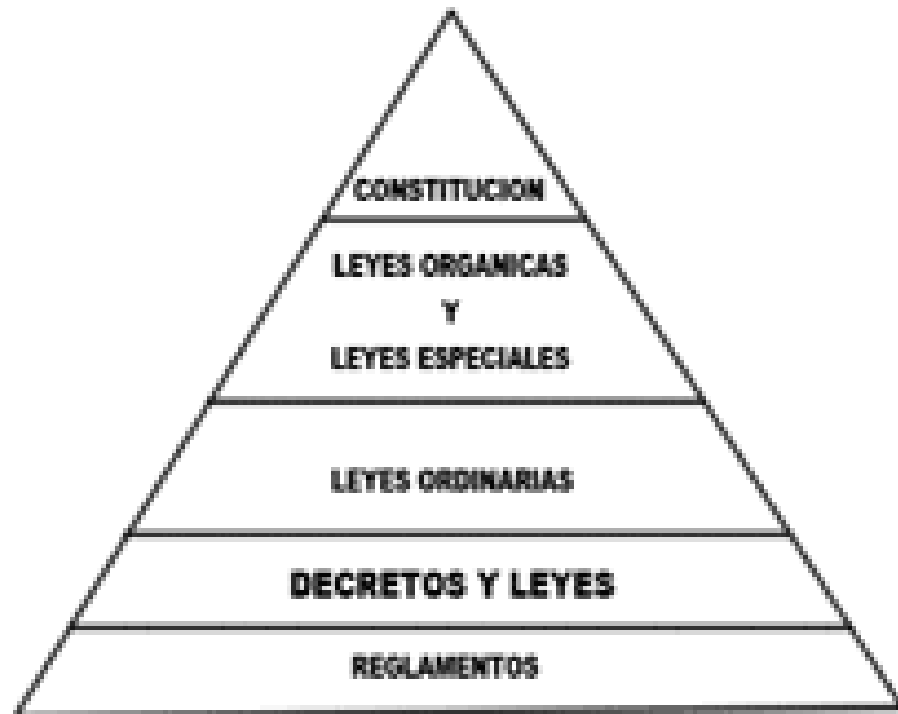 CONSTITUCION
LEYES ORGANICAS
Y
LEYES ESPECIALES
LEYES ORDINARIAS
DECRETOS Y LEYES
REGLAMENTOS